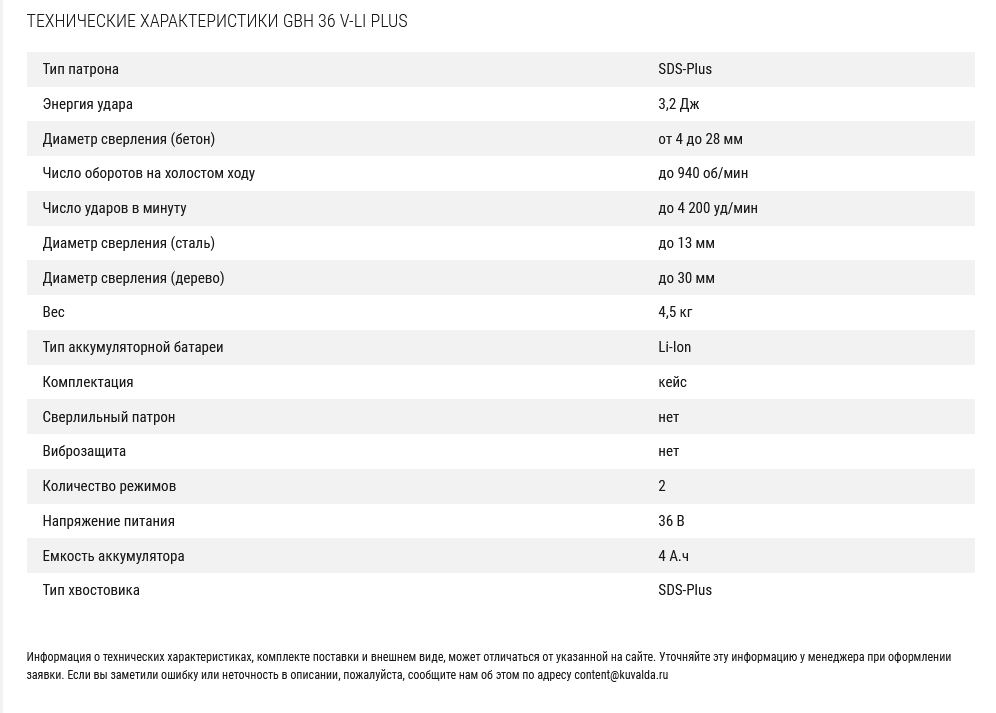 ТЕХНИЧЕСКИЕ ХАРАКТЕРИСТИКИ GBH 36 V-LI PLUS
Тип патрона SDS-Plus
Энергия удара 3,2 Дж
Диаметр сверления (бетон) от 4 до 28 мм
Число оборотов на холостом ходу до 940 об/мин
Число ударов в минуту до 4 200 уд/мин
Диаметр сверления (сталь) до 13 мм
Диаметр сверления (дерево) до 30 мм
Вес 4,5 кг
Тип аккумуляторной батареи Li-Ion
Комплектация кейс
Сверлильный патрон нет
Виброзащита нет
Количество режимов 2
Напряжение питания 36 В
Емкость аккумулятора 4 А.ч
Тип хвостовика SDS-Plus
Информация о технических характеристиках, комплекте поставки и внешнем виде, может отличаться от указанной на сайте. Уточняйте эту информацию у менеджера при оформлении
заявки. Если вы заметили ошибку или неточность в описании, пожалуйста, сообщите нам об этом по адресу content@kuvalda.ru